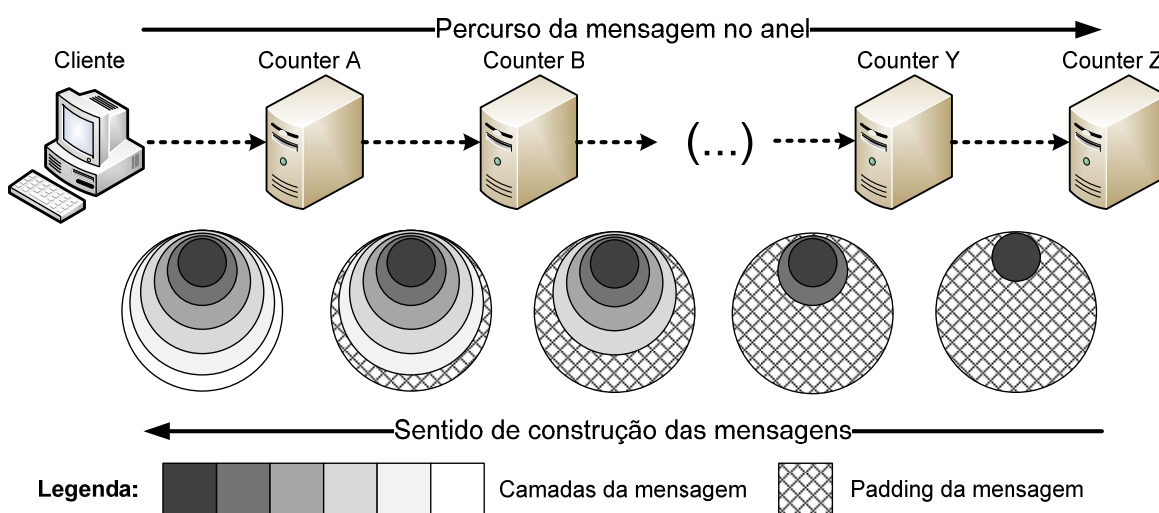 Percurso da mensagem no anel
Cliente
Counter A
Counter B
Counter Y
Counter Z
(...)
Sentido de construção das mensagens
Legenda:
Camadas da mensagem
Padding da mensagem